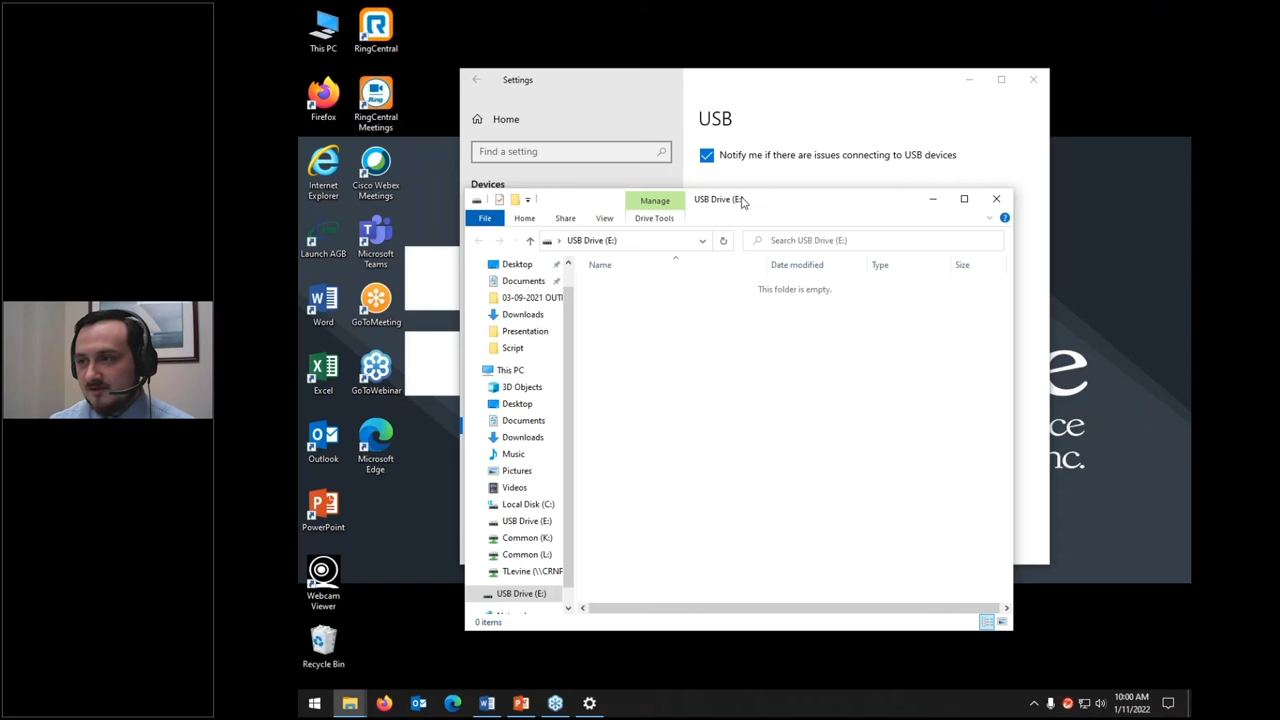 This PC
RingCentral
Firefox
RingCentral
Meetings
Internet
Explorer
Cisco Webex
Meetings
Launch AGB
Microsoft
Teams
Word
GoToMeeting
Excel
GoToWebinar
Outlook
Microsoft
Edge
PowerPoint
Webcam
Viewer
Recycle Bin
Settings
Home
Find a setting
Devices
USB
Notify me if there are issues connecting to USB devices
Manage
USB Drive (E:)
File
Home
Share
View
Drive Tools
USB Drive (E:)
Search USB Drive (E:)
Name
Date modified
Type
Size
This folder is empty.
Desktop
Documents
03-09-2021 OUTI
Downloads
Presentation
Script
This PC
3D Objects
Desktop
Documents
Downloads
Music
Pictures
Videos
Local Disk (C:)
USB Drive (E:)
Common (K:)
Common (L:)
TLevine (\\CRNP
USB Drive (E:)
0 items
e
ce
nc.
10:00 AM
1/11/2022